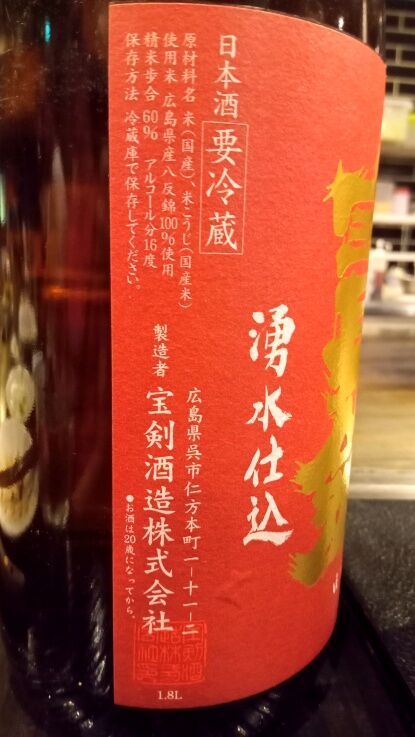 湧水仕込
日本酒 要冷蔵
原材料名 米(国産)、米こうじ(国産米)
使用米 広島県産八反錦100%使用
精米歩合 60% アルコール分16度
保存方法 冷蔵庫で保存してください。
広島県呉市仁方本町一ー十一ー二
製造者 宝剣酒造株式会社
●お酒は20歳になってから。
1.8L